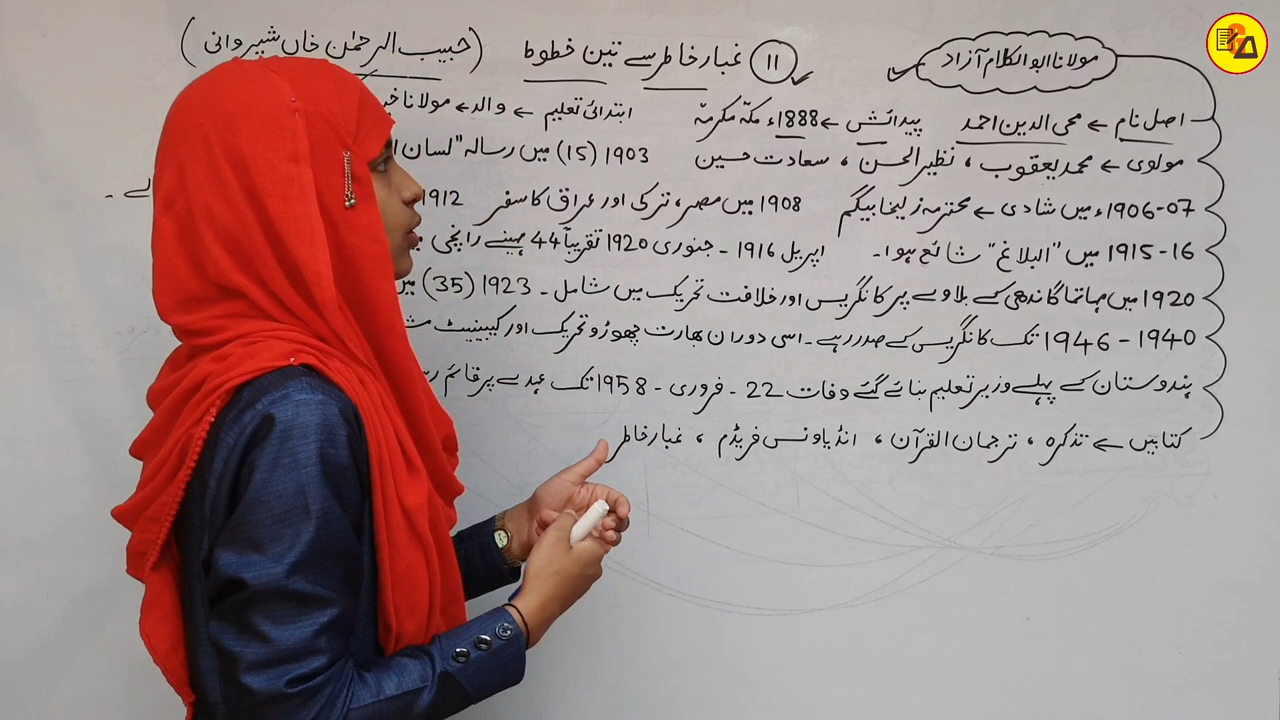 مولانا ابوالکلام آزاد
۱۱ غبار خاطر سے تین خطوط (حبیب الرحمٰن خاں شیروانی)
اصل نام ← محی الدین احمد پیدائش ← 1888ء مکہ مکرمہ ابتدائی تعلیم ← والد ← مولانا
مولوی ← محمد یعقوب ، نظیر الحسن ، سعادت حسین 1903 (15) میں رسالہ "لسان
1906-07ء میں شادی ← محترمہ زلیخا بیگم 1908 میں مصر، ترکی اور عراق کا سفر 1912
1915-16 میں "البلاغ" شائع ہوا۔ اپریل 1916 - جنوری 1920 تقریباً 44 مہینے رانچی
1920 میں مہاتما گاندھی کے بلاوے پر کانگریس اور خلافت تحریک میں شامل - 1923 (35) میں
1940 - 1946 تک کانگریس کے صدر رہے ۔ اسی دوران بھارت چھوڑو تحریک اور کیبینیٹ
ہندوستان کے پہلے وزیر تعلیم بنائے گئے وفات 22 - فروری - 1958 تک عہدے پر قائم
کتابیں ← تذکرہ ، ترجمان القرآن ، انڈیا ونس فریڈم ، غبار خاطر